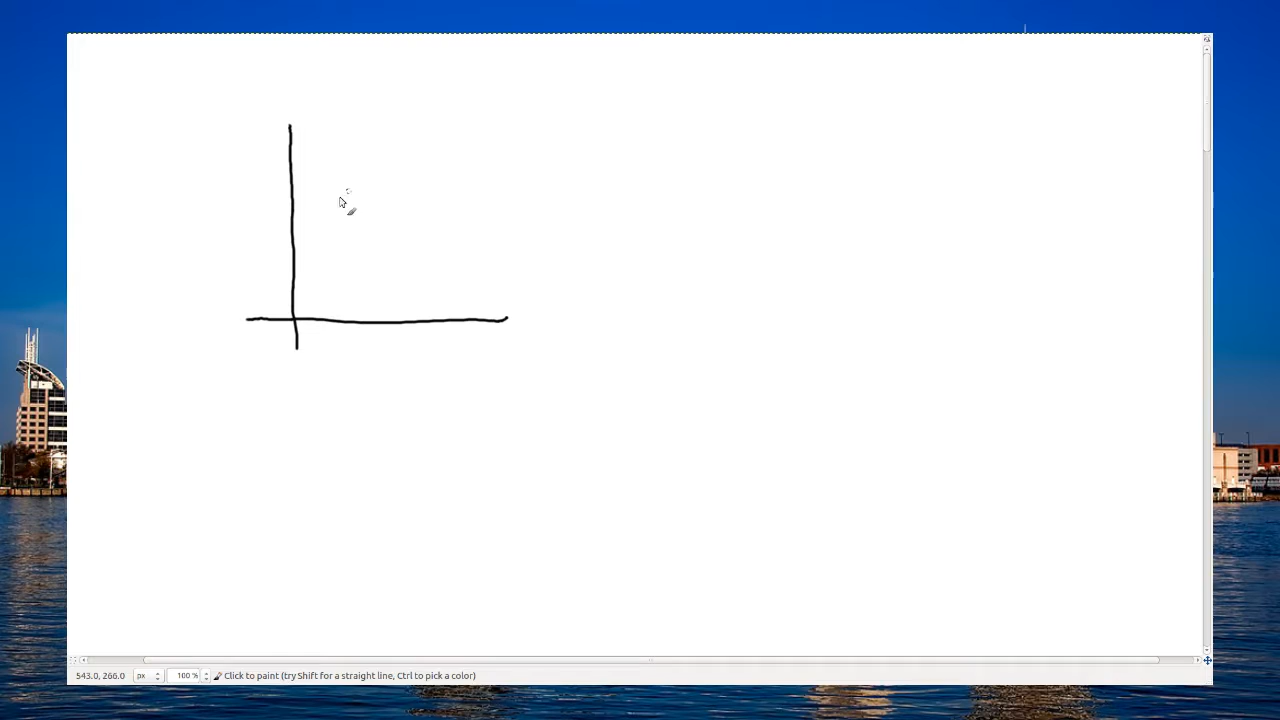 543.0, 266.0 px 100 % Click to paint (try Shift for a straight line, Ctrl to pick a color)